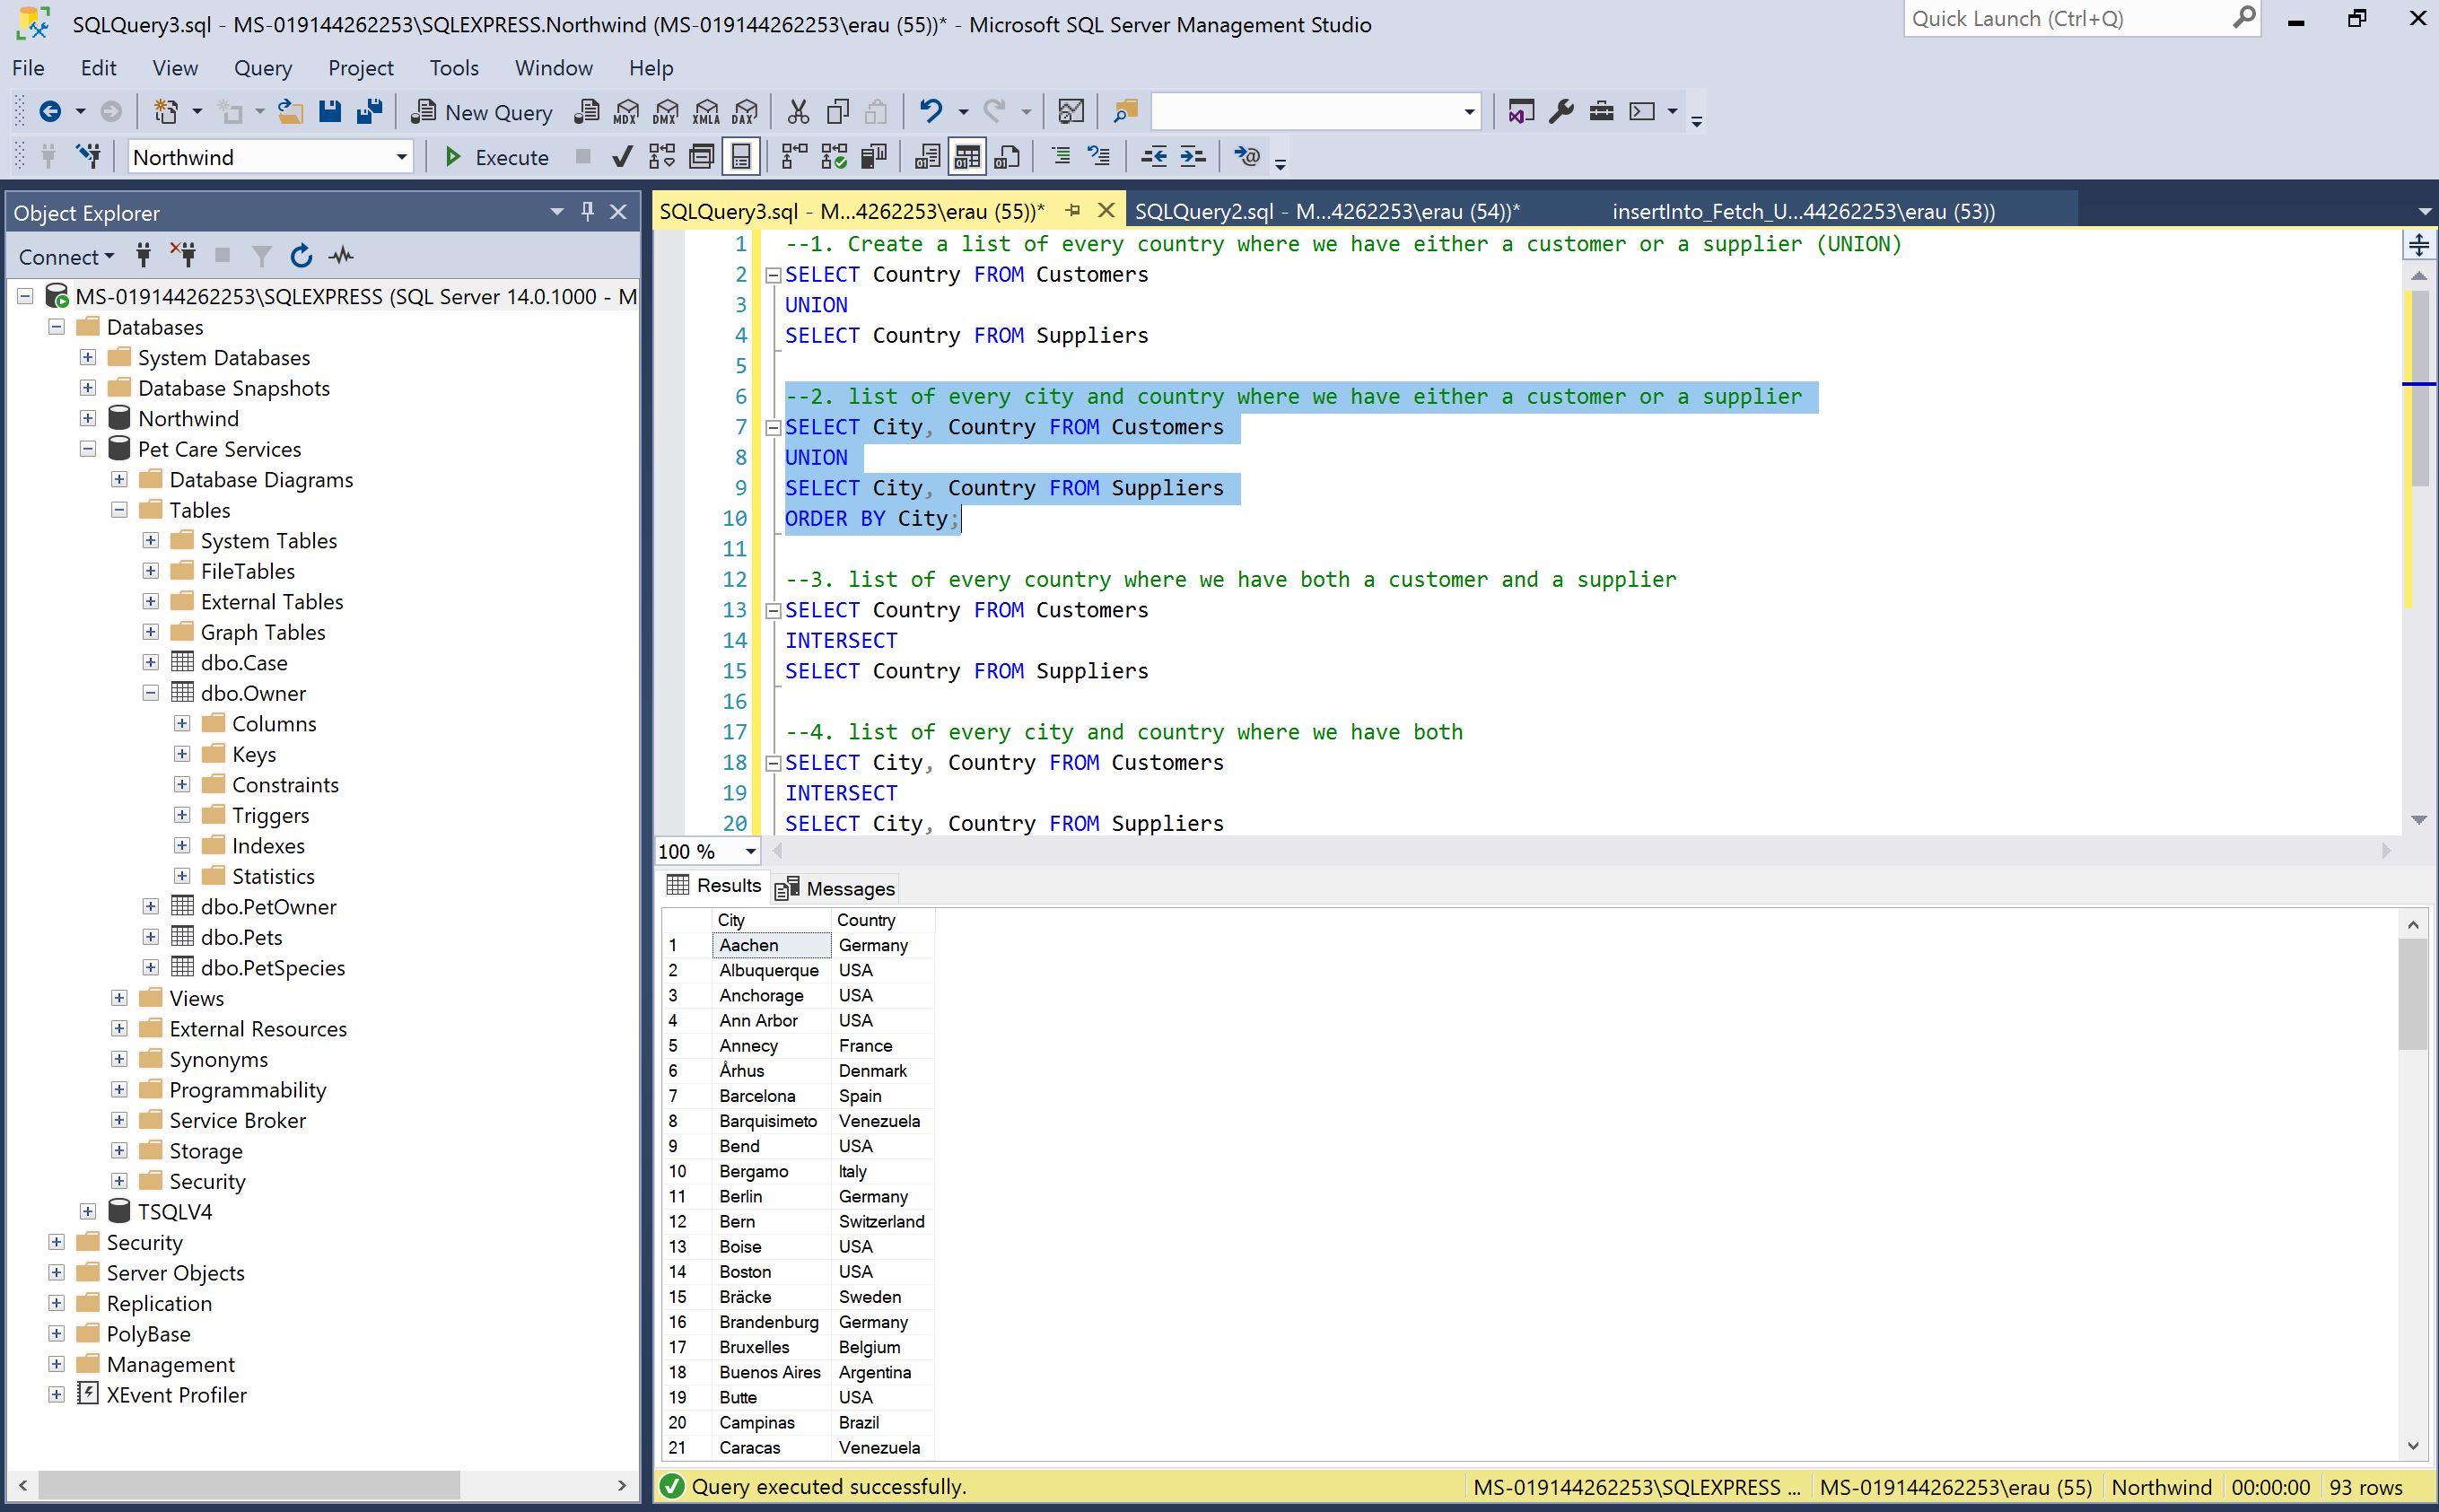 SQLQuery3.sql - MS-019144262253\SQLEXPRESS.Northwind (MS-019144262253\erau (55))* - Microsoft SQL Server Management Studio
Quick Launch (Ctrl+Q)
File Edit View Query Project Tools Window Help
New Query MDX DMX XMLA DAX
Northwind Execute
Object Explorer
Connect
MS-019144262253\SQLEXPRESS (SQL Server 14.0.1000 - M
Databases
System Databases
Database Snapshots
Northwind
Pet Care Services
Database Diagrams
Tables
System Tables
FileTables
External Tables
Graph Tables
dbo.Case
dbo.Owner
Columns
Keys
Constraints
Triggers
Indexes
Statistics
dbo.PetOwner
dbo.Pets
dbo.PetSpecies
Views
External Resources
Synonyms
Programmability
Service Broker
Storage
Security
TSQLV4
Security
Server Objects
Replication
PolyBase
Management
XEvent Profiler
SQLQuery3.sql - M...4262253\erau (55))* SQLQuery2.sql - M...4262253\erau (54))* insertInto_Fetch_U...44262253\erau (53))
1 --1. Create a list of every country where we have either a customer or a supplier (UNION)
2 SELECT Country FROM Customers
3 UNION
4 SELECT Country FROM Suppliers
5
6 --2. list of every city and country where we have either a customer or a supplier
7 SELECT City, Country FROM Customers
8 UNION
9 SELECT City, Country FROM Suppliers
10 ORDER BY City;
11
12 --3. list of every country where we have both a customer and a supplier
13 SELECT Country FROM Customers
14 INTERSECT
15 SELECT Country FROM Suppliers
16
17 --4. list of every city and country where we have both
18 SELECT City, Country FROM Customers
19 INTERSECT
20 SELECT City, Country FROM Suppliers
100 %
Results Messages
City Country
1 Aachen Germany
2 Albuquerque USA
3 Anchorage USA
4 Ann Arbor USA
5 Annecy France
6 Århus Denmark
7 Barcelona Spain
8 Barquisimeto Venezuela
9 Bend USA
10 Bergamo Italy
11 Berlin Germany
12 Bern Switzerland
13 Boise USA
14 Boston USA
15 Bräcke Sweden
16 Brandenburg Germany
17 Bruxelles Belgium
18 Buenos Aires Argentina
19 Butte USA
20 Campinas Brazil
21 Caracas Venezuela
Query executed successfully. MS-019144262253\SQLEXPRESS ... MS-019144262253\erau (55) Northwind 00:00:00 93 rows